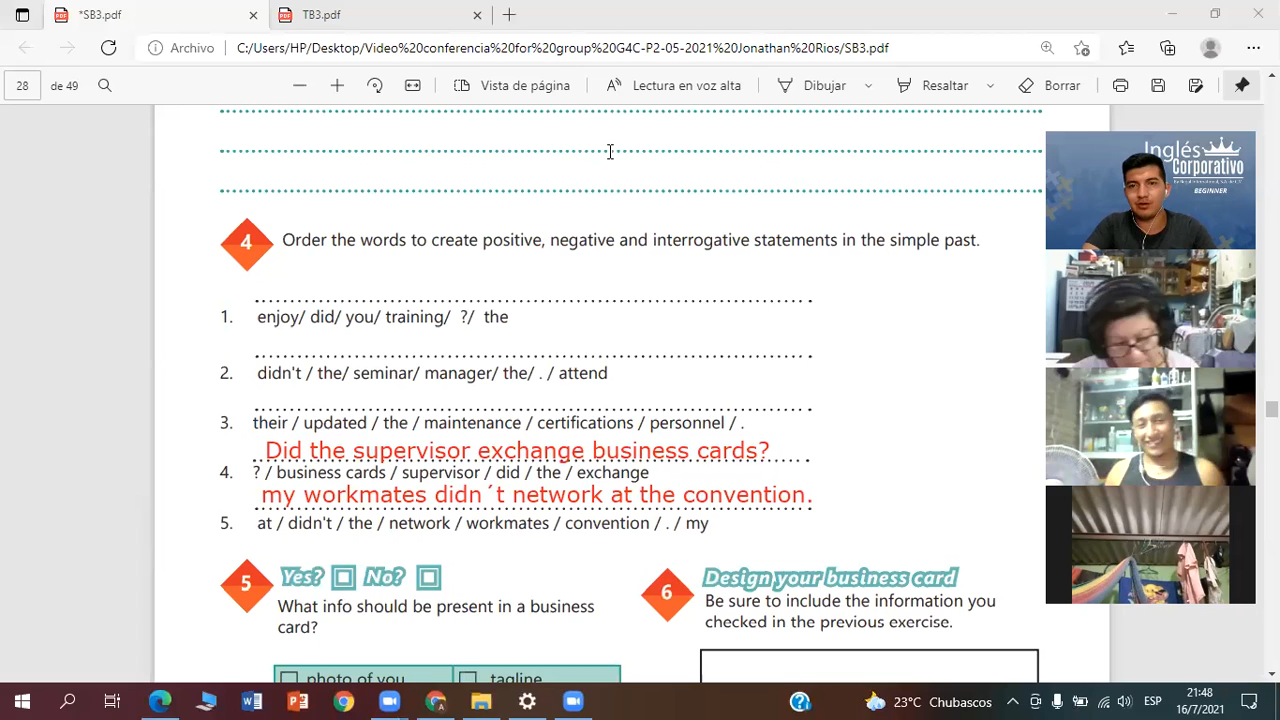 *SB3.pdf
TB3.pdf
Archivo C:/Users/HP/Desktop/Video%20conferencia%20for%20group%20G4C-P2-05-2021%20Jonathan%20Rios/SB3.pdf
28 de 49 Vista de página Lectura en voz alta Dibujar Resaltar Borrar
Inglés
Corporativo
BEGINNER
4 Order the words to create positive, negative and interrogative statements in the simple past.
1. enjoy/ did/ you/ training/ ?/ the
2. didn't / the/ seminar/ manager/ the/ . / attend
3. their / updated / the / maintenance / certifications / personnel / .
Did the supervisor exchange business cards?
4. ? / business cards / supervisor / did / the / exchange
my workmates didn´t network at the convention.
5. at / didn't / the / network / workmates / convention / . / my
5 Yes? No?
What info should be present in a business
card?
photo of you tagline
6 Design your business card
Be sure to include the information you
checked in the previous exercise.
23°C Chubascos ESP 21:48
16/7/2021